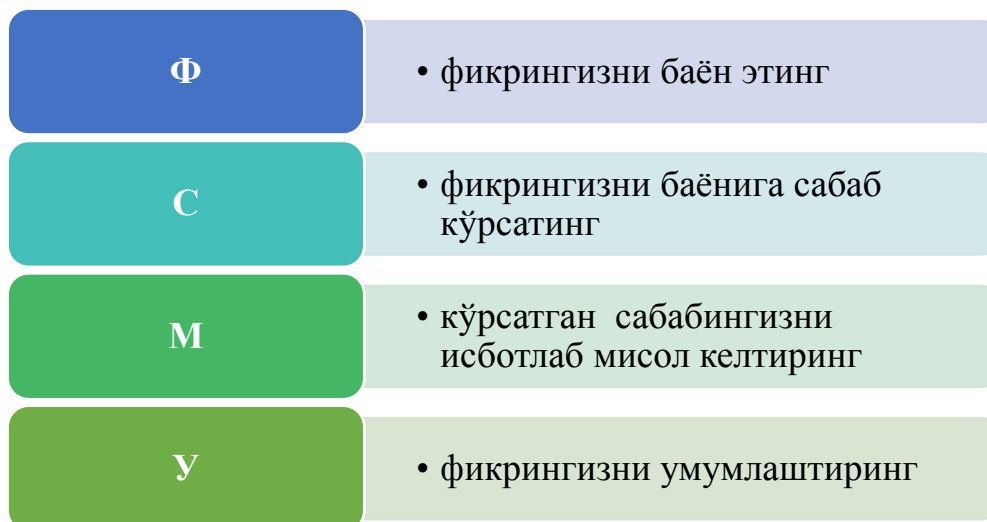 Ф
• фикрингизни баён этинг
С
• фикрингизни баёнига сабаб
кўрсатинг
М
• кўрсатган  сабабингизни
исботлаб мисол келтиринг
У
• фикрингизни умумлаштиринг